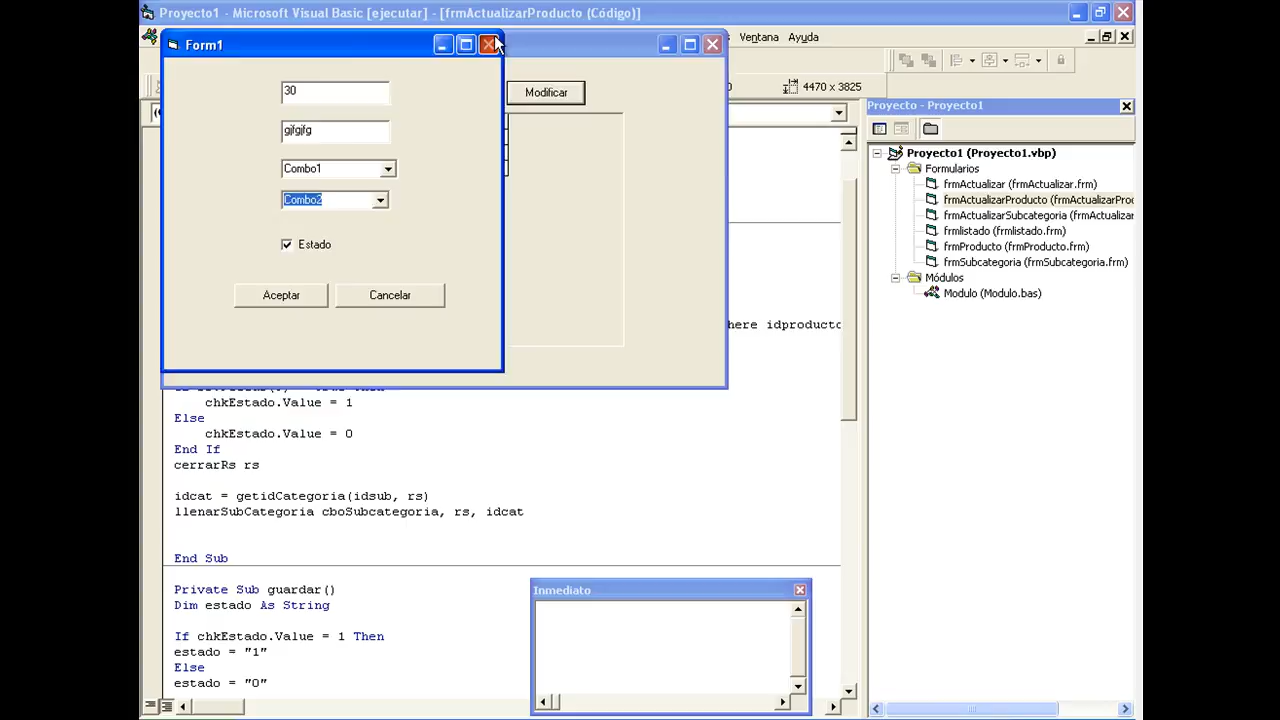 Proyecto1 - Microsoft Visual Basic [ejecutar] - [frmActualizarProducto (Código)]
Ventana Ayuda
Form1
4470 x 3825
Modificar
30
gifgifg
Combo1
Combo2
Estado
Aceptar Cancelar
Proyecto - Proyecto1
Proyecto1 (Proyecto1.vbp)
Formularios
frmActualizar (frmActualizar.frm)
frmActualizarProducto (frmActualizarProd
frmActualizarSubcategoria (frmActualizar
frmlistado (frmlistado.frm)
frmProducto (frmProducto.frm)
frmSubcategoria (frmSubcategoria.frm)
Módulos
Modulo (Modulo.bas)
here idproducto
chkEstado.Value = 1
Else
chkEstado.Value = 0
End If
cerrarRs rs
idcat = getidCategoria(idsub, rs)
llenarSubCategoria cboSubcategoria, rs, idcat
End Sub
Private Sub guardar()
Dim estado As String
If chkEstado.Value = 1 Then
estado = "1"
Else
estado = "0"
Inmediato